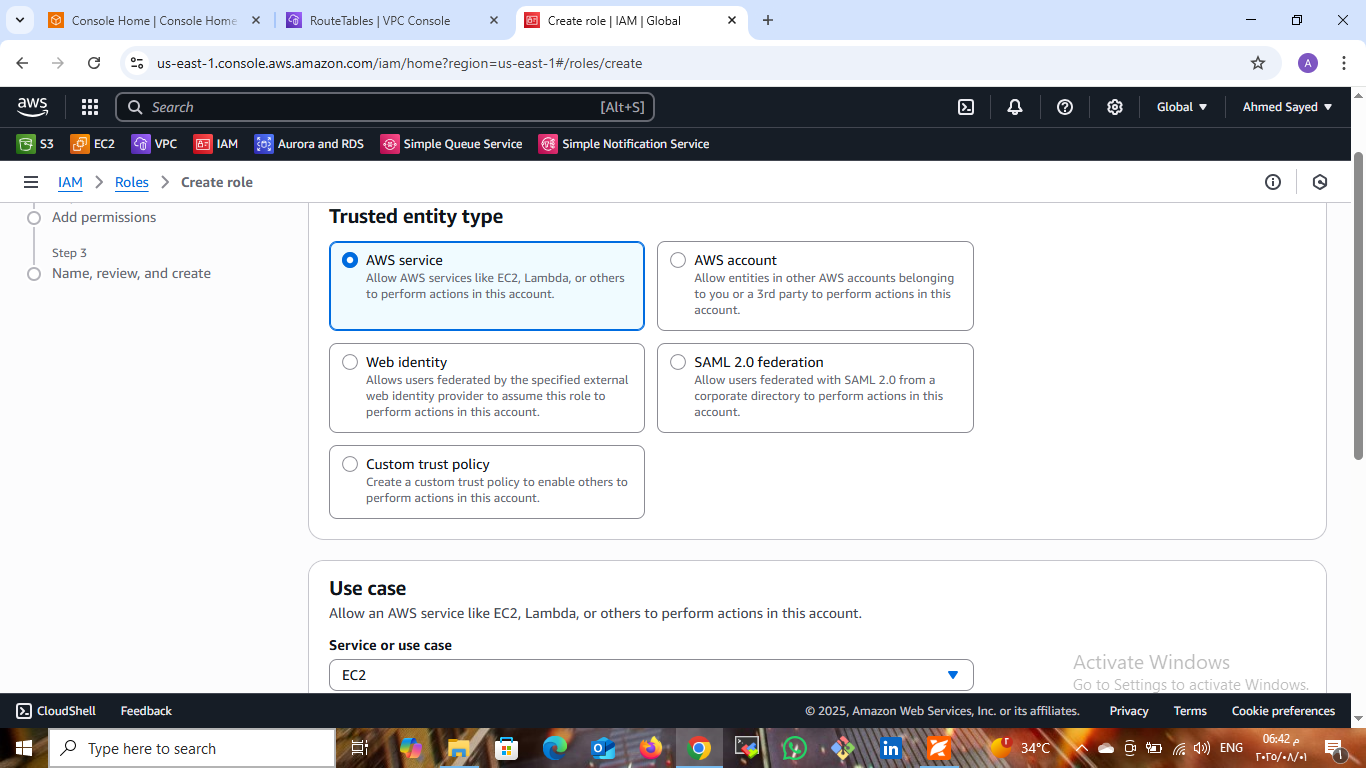 Console Home | Console Home
RouteTables | VPC Console
Create role | IAM | Global
us-east-1.console.aws.amazon.com/iam/home?region=us-east-1#/roles/create
A
aws
Search
[Alt+S]
Global
Ahmed Sayed
S3
EC2
VPC
IAM
Aurora and RDS
Simple Queue Service
Simple Notification Service
IAM
Roles
Create role
Add permissions
Step 3
Name, review, and create
Trusted entity type
AWS service
Allow AWS services like EC2, Lambda, or others
to perform actions in this account.
AWS account
Allow entities in other AWS accounts belonging
to you or a 3rd party to perform actions in this
account.
Web identity
Allows users federated by the specified external
web identity provider to assume this role to
perform actions in this account.
SAML 2.0 federation
Allow users federated with SAML 2.0 from a
corporate directory to perform actions in this
account.
Custom trust policy
Create a custom trust policy to enable others to
perform actions in this account.
Use case
Allow an AWS service like EC2, Lambda, or others to perform actions in this account.
Service or use case
EC2
Activate Windows
Go to Settings to activate Windows.
CloudShell
Feedback
© 2025, Amazon Web Services, Inc. or its affiliates.
Privacy
Terms
Cookie preferences
Type here to search
34°C
ENG
06:42 م
٢٠٢٥/٠٨/٠١
1